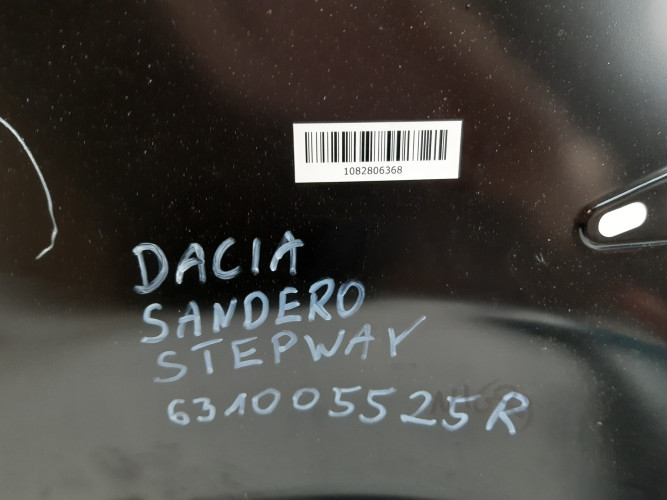 1082806368
DACIA
SANDERO
STEPWAY
631005525R